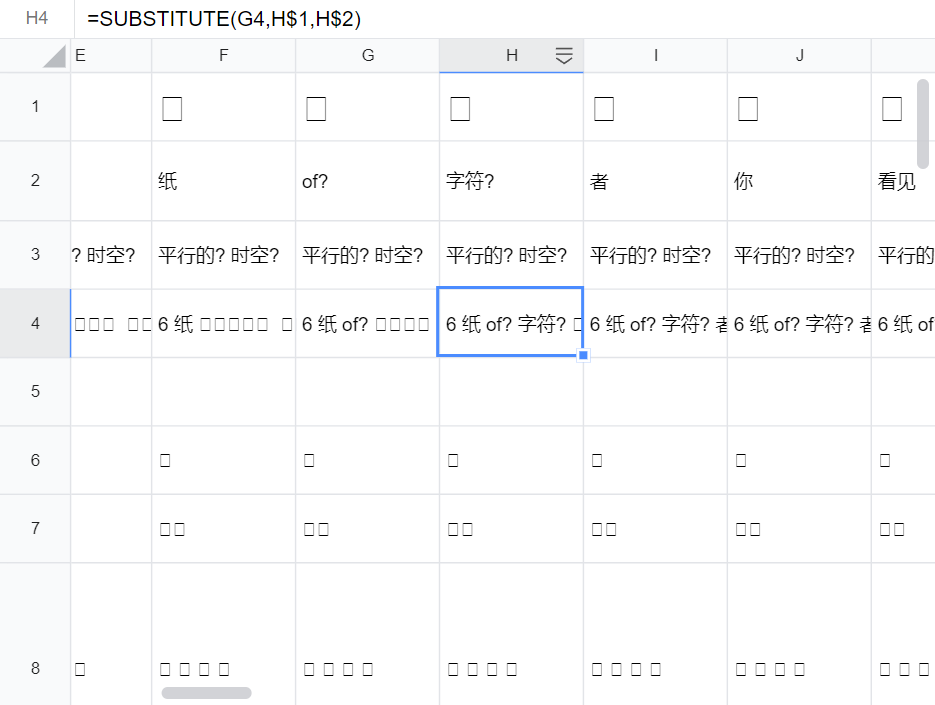 H4 =SUBSTITUTE(G4,H$1,H$2)
E F G H I J
1 □ □ □ □ □ □
2 纸 of? 字符? 者 你 看见
3 ? 时空? 平行的? 时空? 平行的? 时空? 平行的? 时空? 平行的? 时空? 平行的? 时空? 平行的
4 □□□ □□ 6 纸 □□□□□ □ 6 纸 of? □□□□ 6 纸 of? 字符? □ 6 纸 of? 字符? 者 6 纸 of? 字符? 者 6 纸 of
5
6 □ □ □ □ □ □
7 □□ □□ □□ □□ □□ □□
8 □ □ □ □ □ □ □ □ □ □ □ □ □ □ □ □ □ □ □ □ □ □ □ □